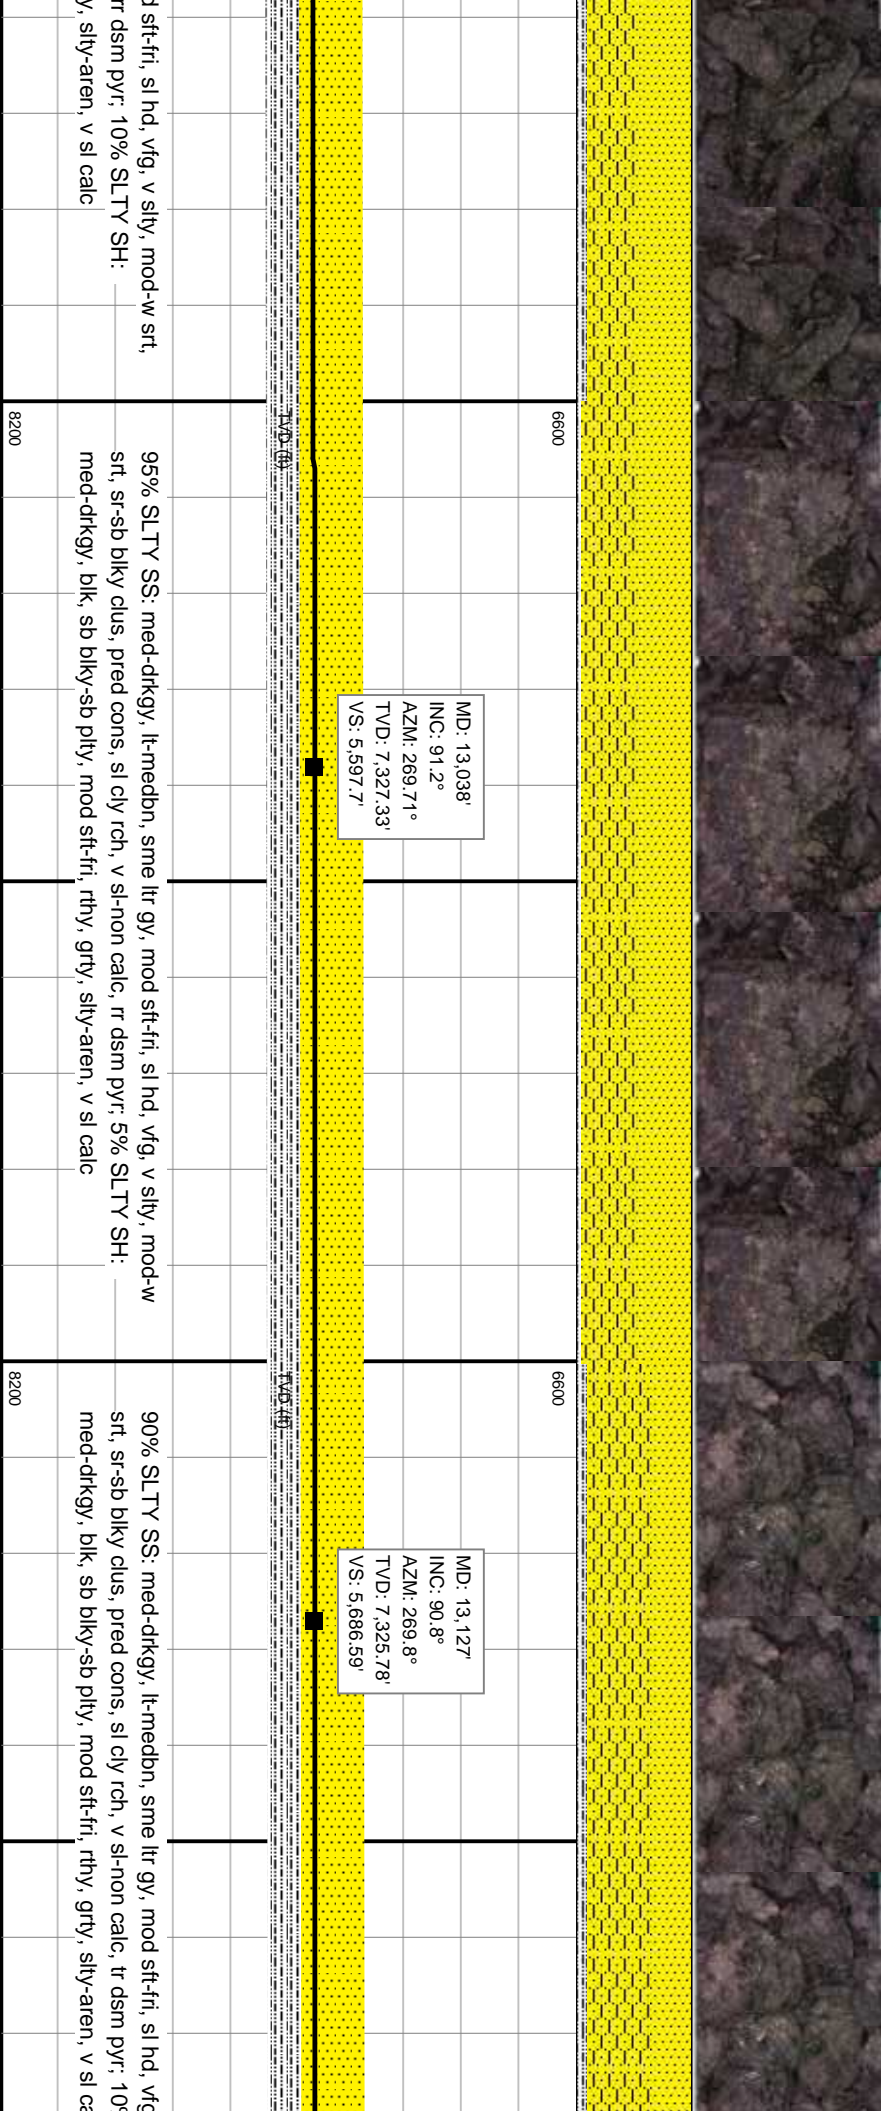 d sft-fri, sl hd, vfg, v slty, mod-w srt,
rr dsm pyr; 10% SLTY SH:
y, slty-aren, v sl calc
6600
TVD (ft)
8200
95% SLTY SS: med-drkgy, lt-medbn, sme ltr gy, mod sft-fri, sl hd, vfg, v slty, mod-w
srt, sr-sb blky clus, pred cons, sl cly rch, v sl-non calc, rr dsm pyr; 5% SLTY SH:
med-drkgy, blk, sb blky-sb plty, mod sft-fri, rthy, grty, slty-aren, v sl calc
MD: 13,038'
INC: 91.2°
AZM: 269.71°
TVD: 7,327.33'
VS: 5,597.7'
6600
TVD (ft)
8200
90% SLTY SS: med-drkgy, lt-medbn, sme ltr gy, mod sft-fri, sl hd, vfg
srt, sr-sb blky clus, pred cons, sl cly rch, v sl-non calc, tr dsm pyr; 10%
med-drkgy, blk, sb blky-sb plty, mod sft-fri, rthy, grty, slty-aren, v sl ca
MD: 13,127'
INC: 90.8°
AZM: 269.8°
TVD: 7,325.78'
VS: 5,686.59'